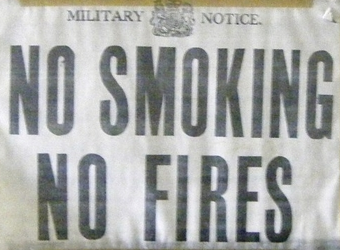 MILITARY NOTICE.
NO SMOKING
NO FIRES